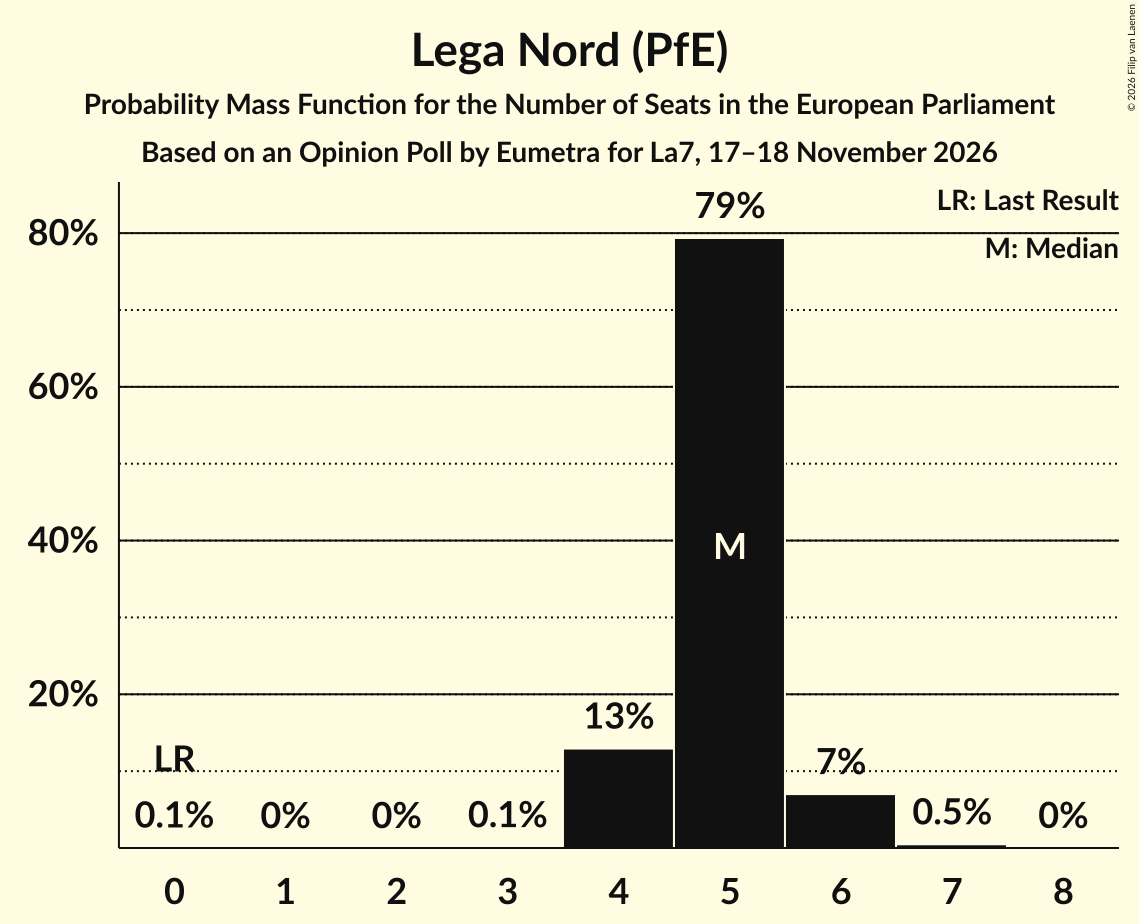 Lega Nord (PfE)
Probability Mass Function for the Number of Seats in the European Parliament
Based on an Opinion Poll by Eumetra for La7, 17–18 November 2026
© 2026 Filip van Laenen
LR: Last Result
M: Median
80%
60%
40%
20%
LR
0.1%
0%
0%
0.1%
13%
79%
M
7%
0.5%
0%
0
1
2
3
4
5
6
7
8